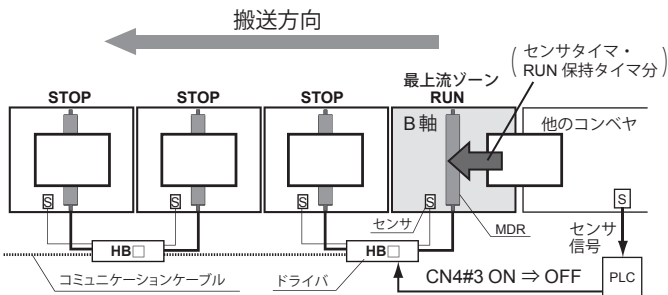 搬送方向
センサタイマ・
RUN 保持タイマ分
最上流ゾーン
STOP
STOP
STOP
RUN
B 軸
他のコンベヤ
S
S
S
S
S
センサ
MDR
センサ
信号
HB□
HB□
コミュニケーションケーブル
ドライバ
CN4#3 ON ⇒ OFF
PLC